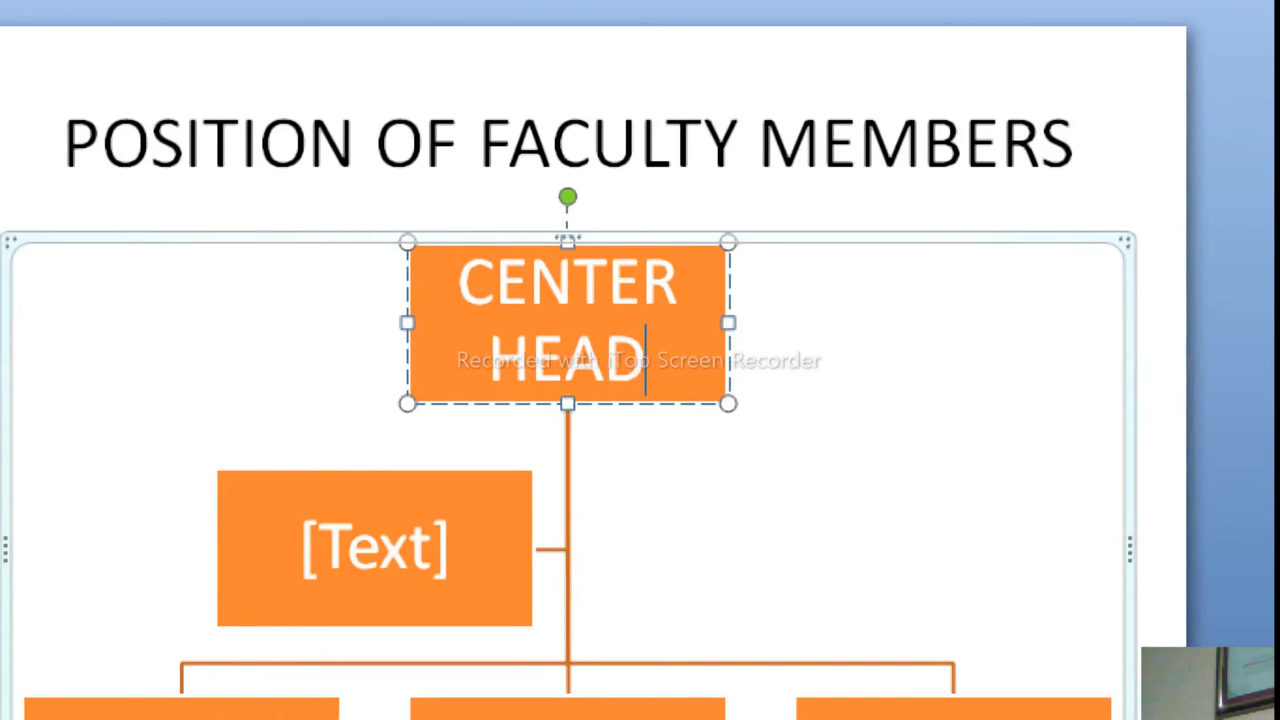 POSITION OF FACULTY MEMBERS
CENTER
HEAD
Recorded with iTop Screen Recorder
[Text]